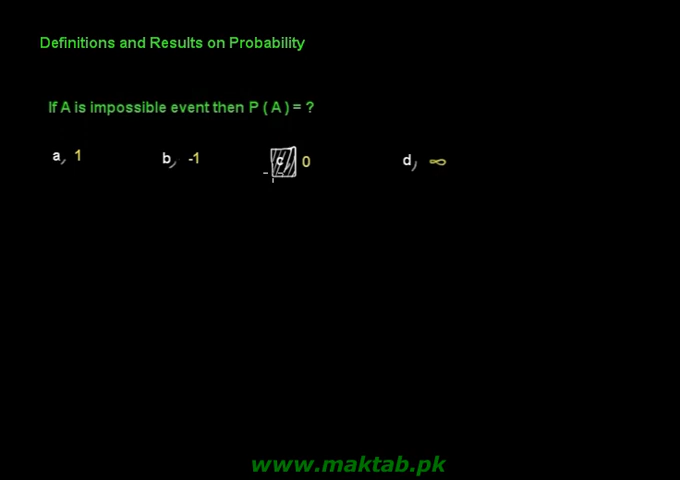 Definitions and Results on Probability
If A is impossible event then P ( A ) = ?
a, 1 b, -1 c, 0 d, ∞
www.maktab.pk